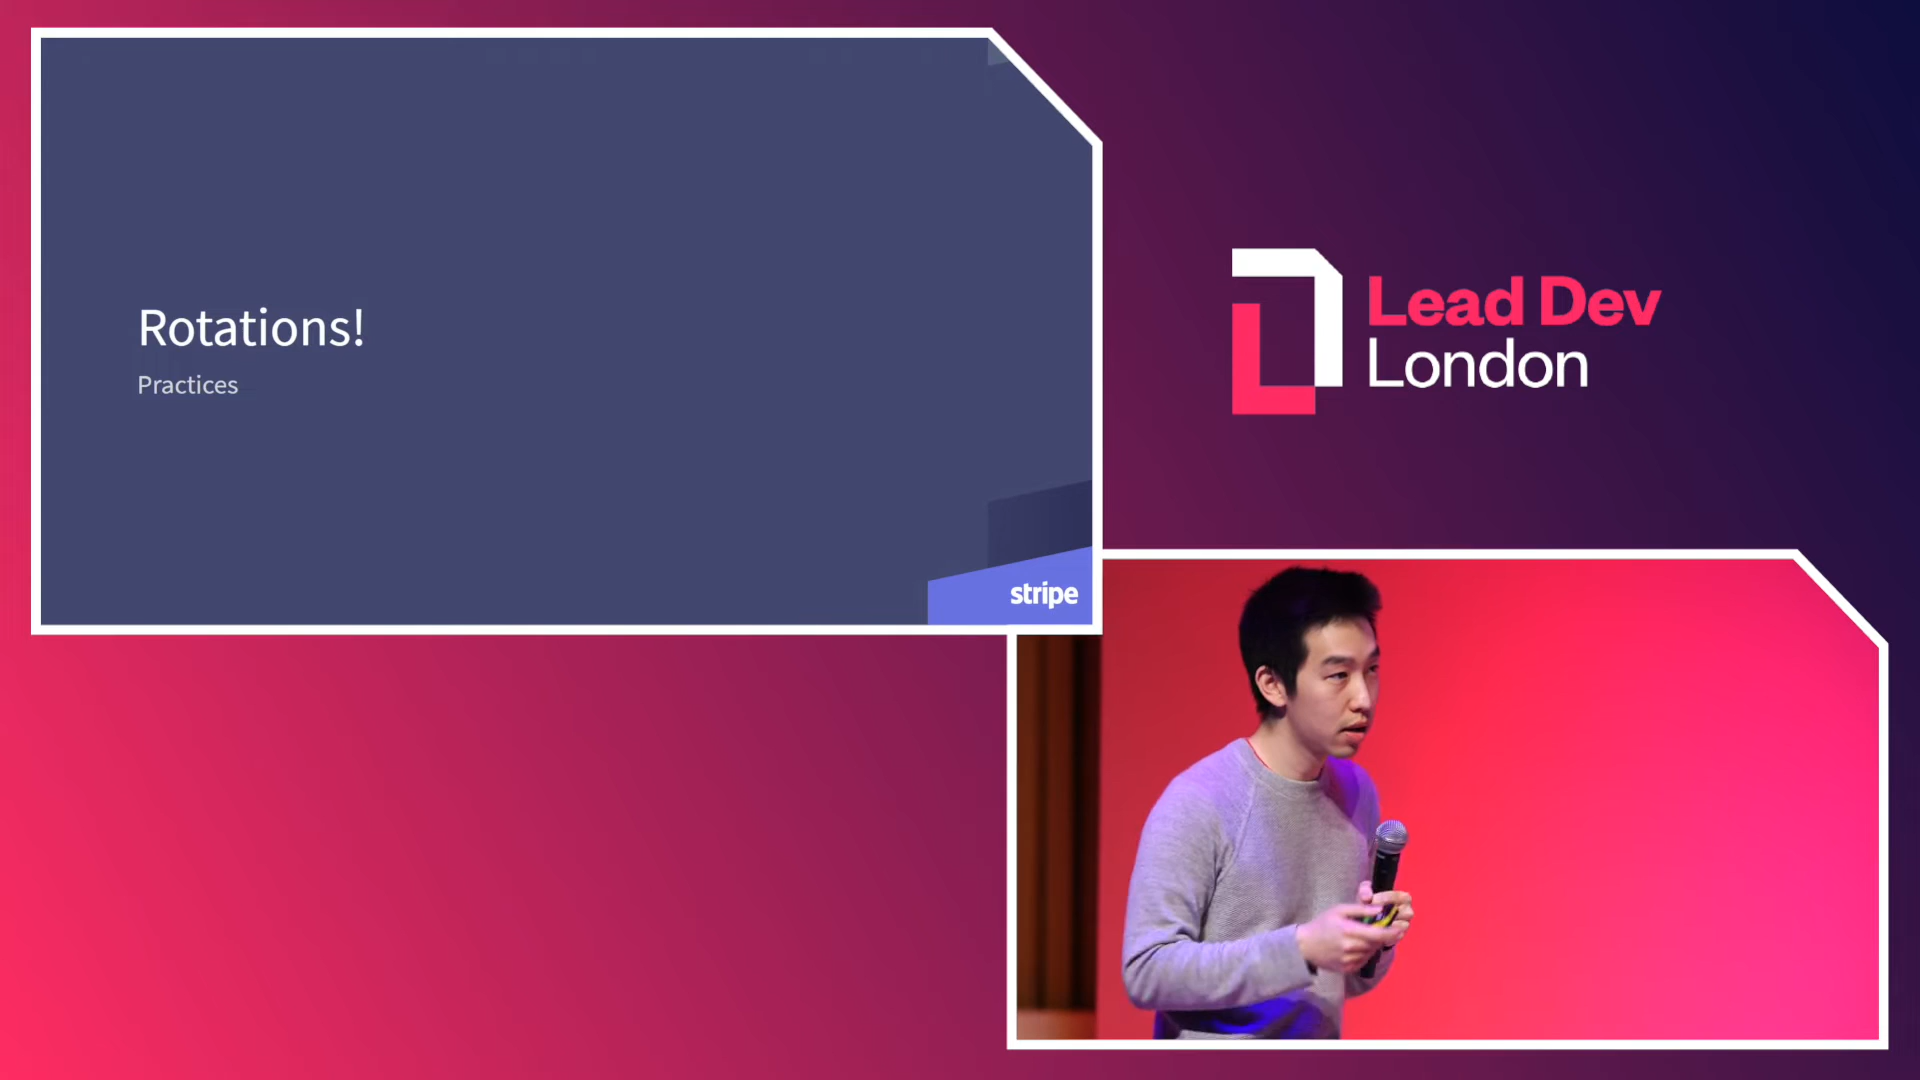 Rotations!
Practices
stripe
Lead Dev
London